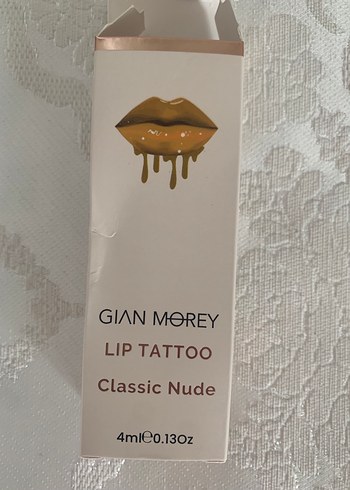 GIAN MOREY
LIP TATTOO
Classic Nude
4ml℮0.13Oz